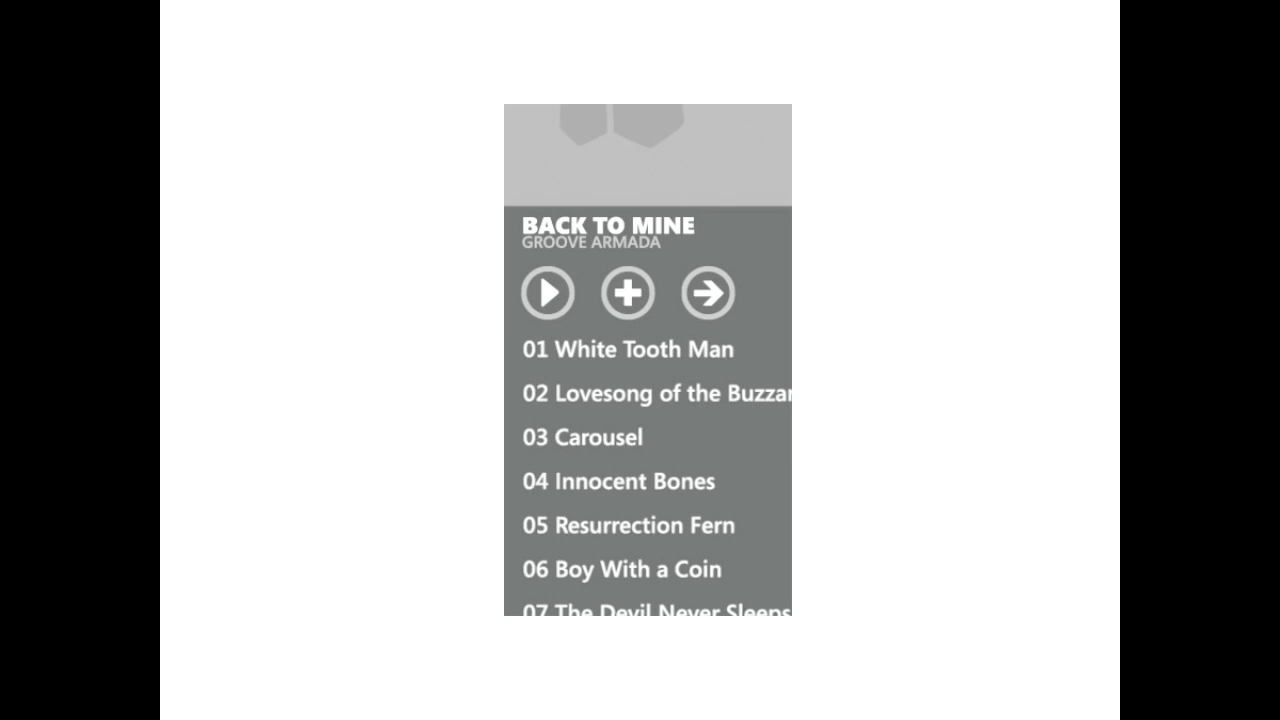 BACK TO MINE
GROOVE ARMADA
01 White Tooth Man
02 Lovesong of the Buzzar
03 Carousel
04 Innocent Bones
05 Resurrection Fern
06 Boy With a Coin
07 The Devil Never Sleeps